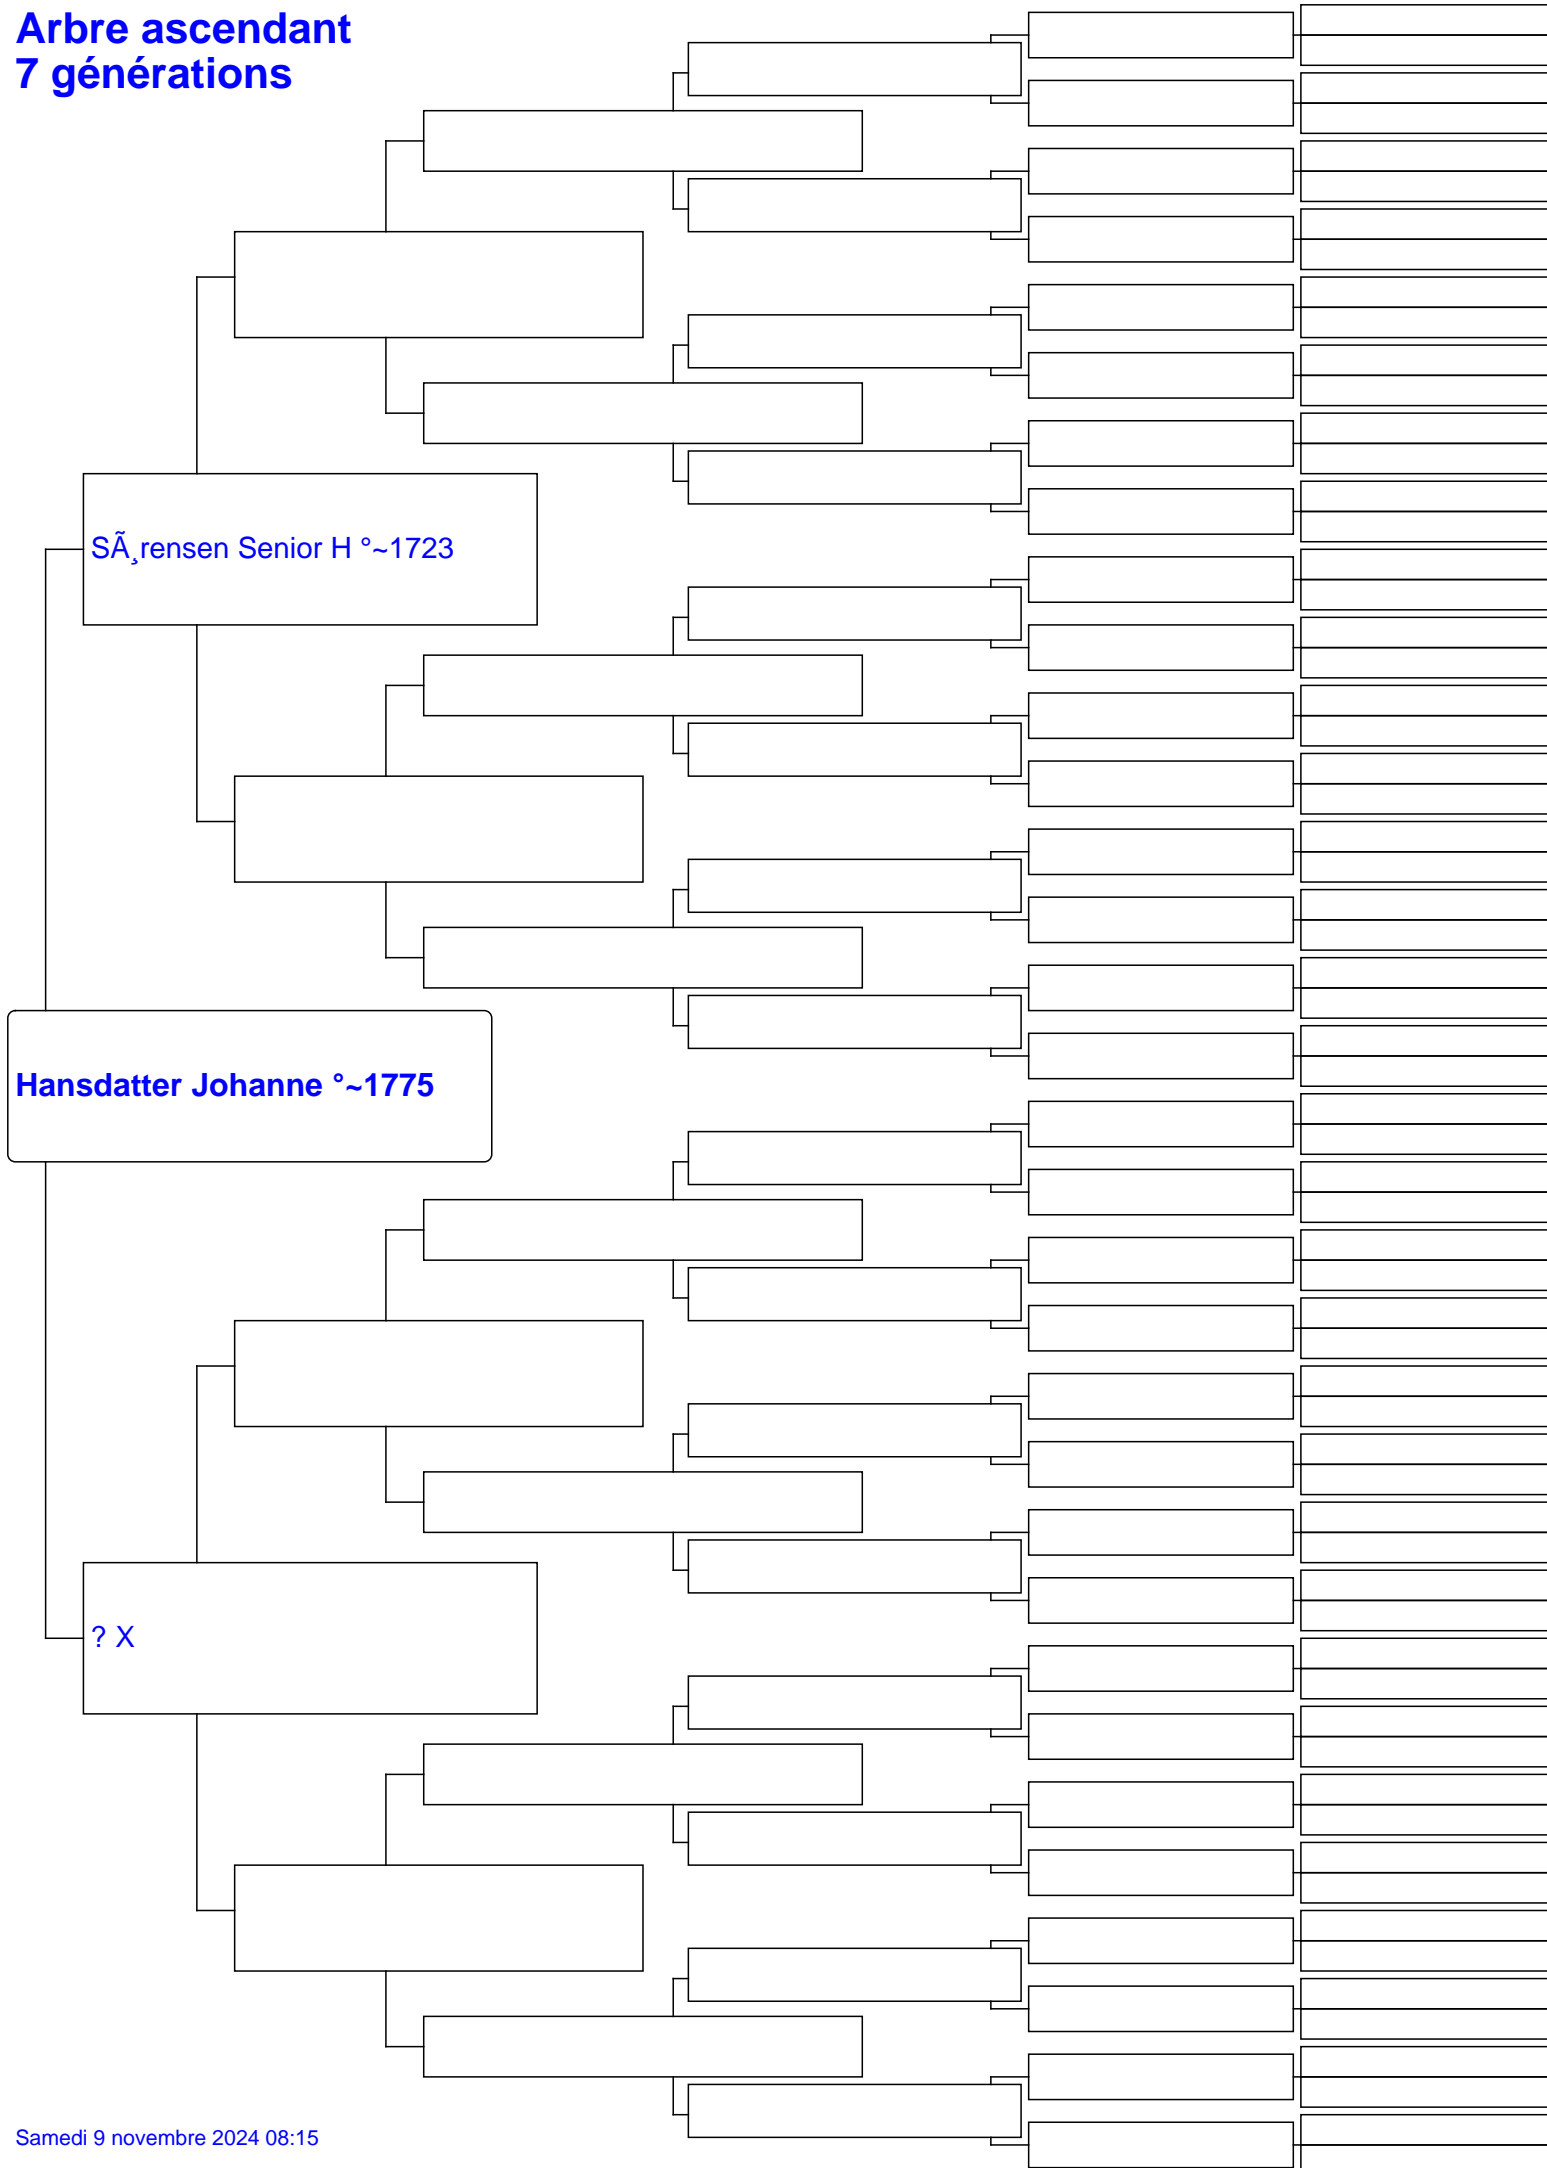 Arbre ascendant
7 générations
SÃ¸rensen Senior H °~1723
Hansdatter Johanne °~1775
? X
Samedi 9 novembre 2024 08:15